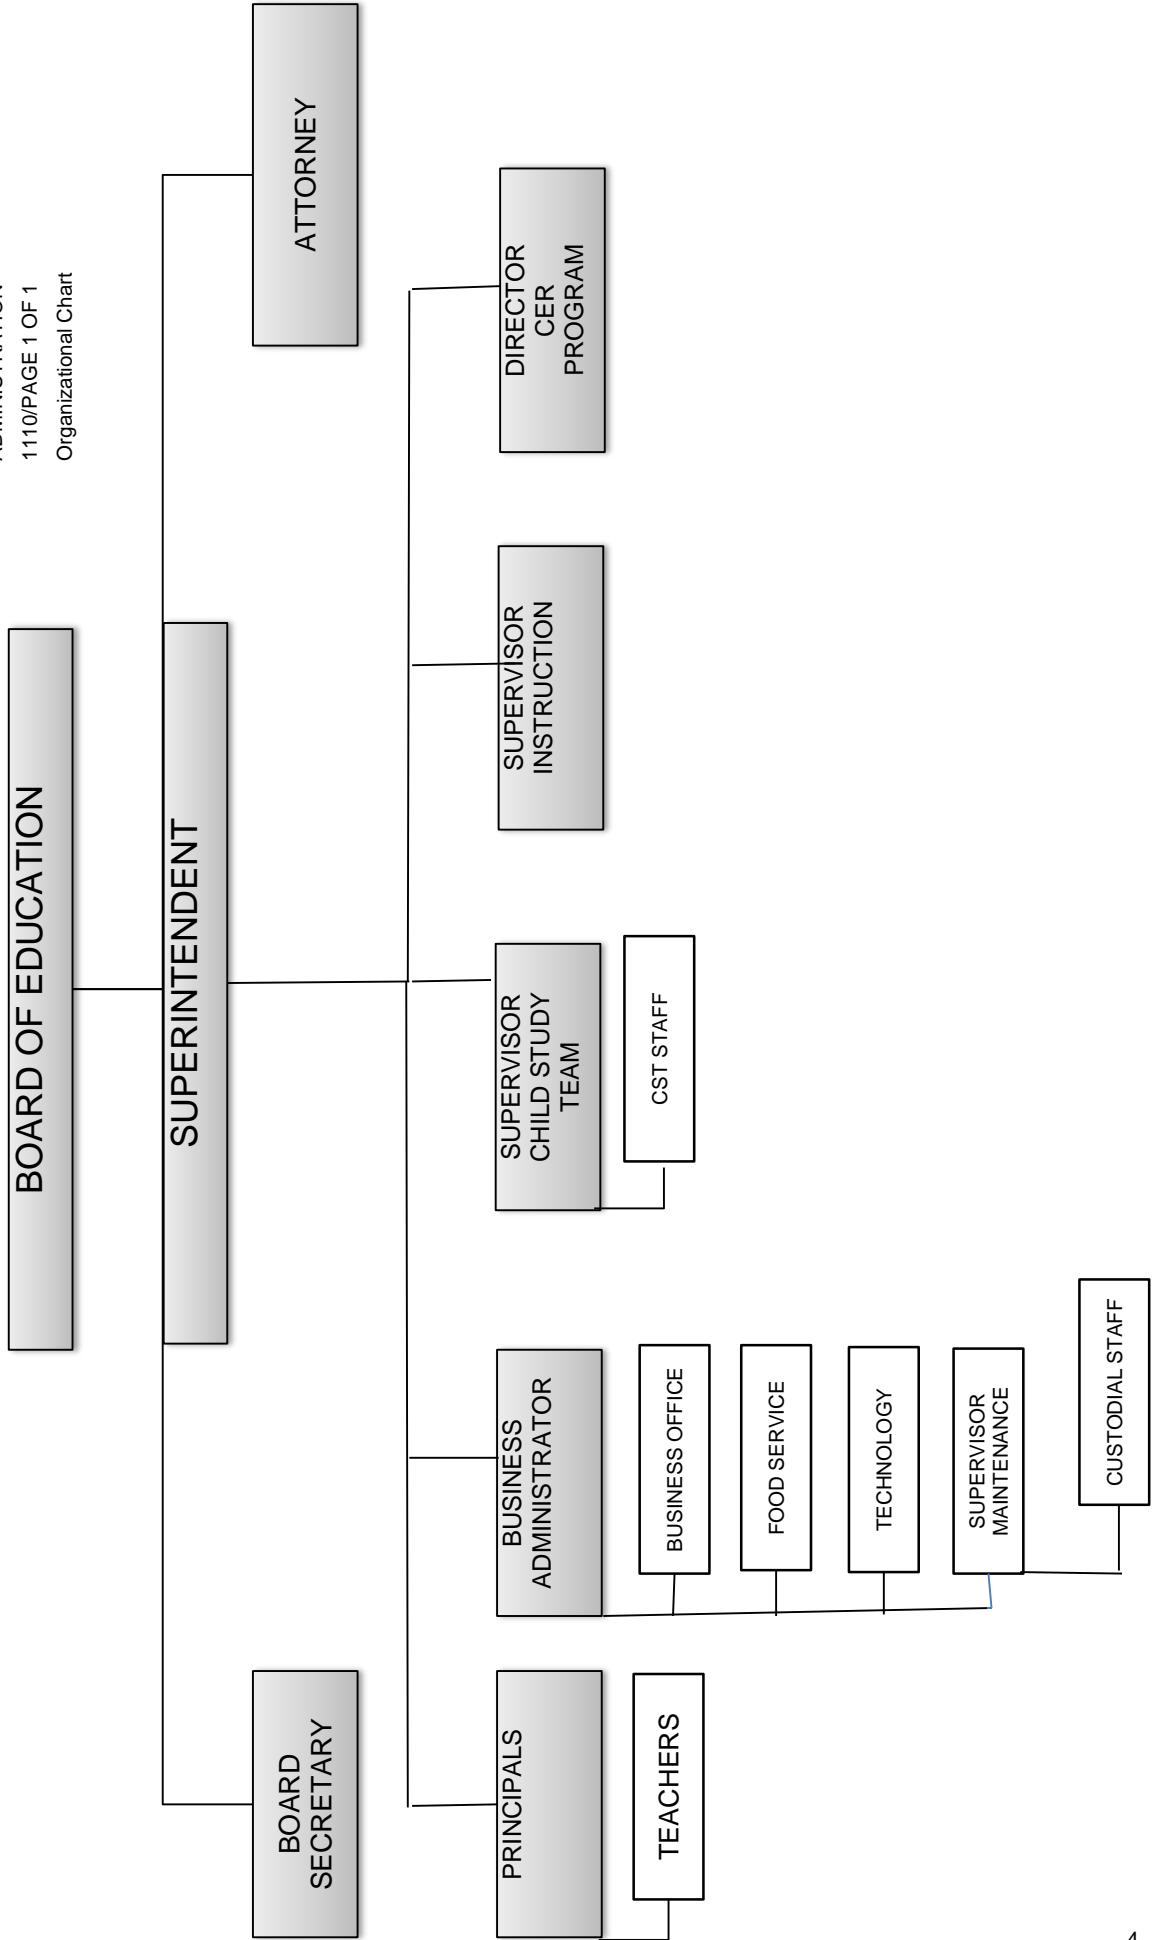 ADMINISTRATION
1110/PAGE 1 OF 1
Organizational Chart
BOARD OF EDUCATION
SUPERINTENDENT
BOARD
SECRETARY
ATTORNEY
PRINCIPALS
BUSINESS
ADMINISTRATOR
SUPERVISOR
CHILD STUDY
TEAM
SUPERVISOR
INSTRUCTION
DIRECTOR
CER
PROGRAM
TEACHERS
BUSINESS OFFICE
FOOD SERVICE
TECHNOLOGY
SUPERVISOR
MAINTENANCE
CUSTODIAL STAFF
CST STAFF
4